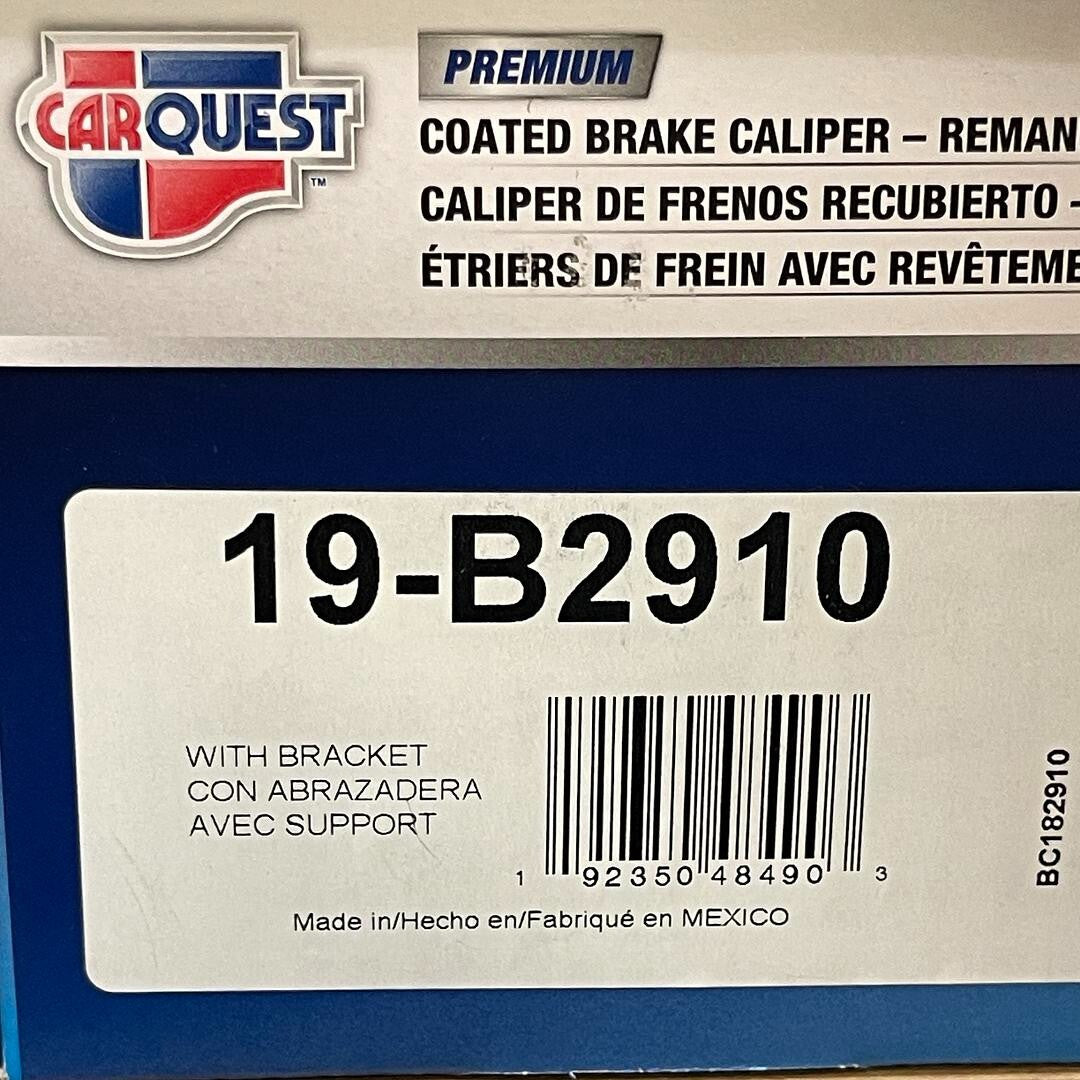 CARQUEST
TM
PREMIUM
COATED BRAKE CALIPER – REMAN
CALIPER DE FRENOS RECUBIERTO -
ÉTRIERS DE FREIN AVEC REVÊTEME
19-B2910
WITH BRACKET
CON ABRAZADERA
AVEC SUPPORT
1 92350 48490 3
Made in/Hecho en/Fabriqué en MEXICO
BC182910